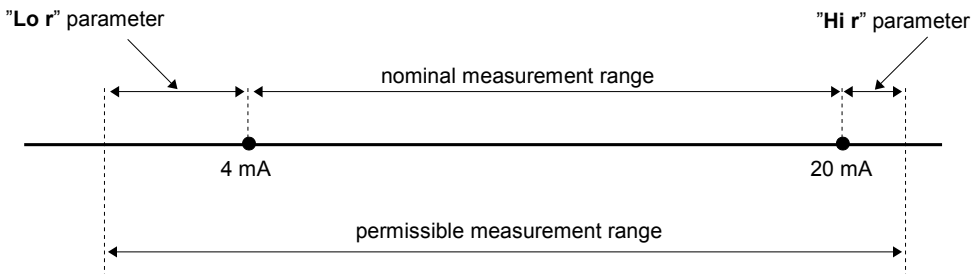 "Lo r" parameter
"Hi r" parameter
nominal measurement range
4 mA
20 mA
permissible measurement range